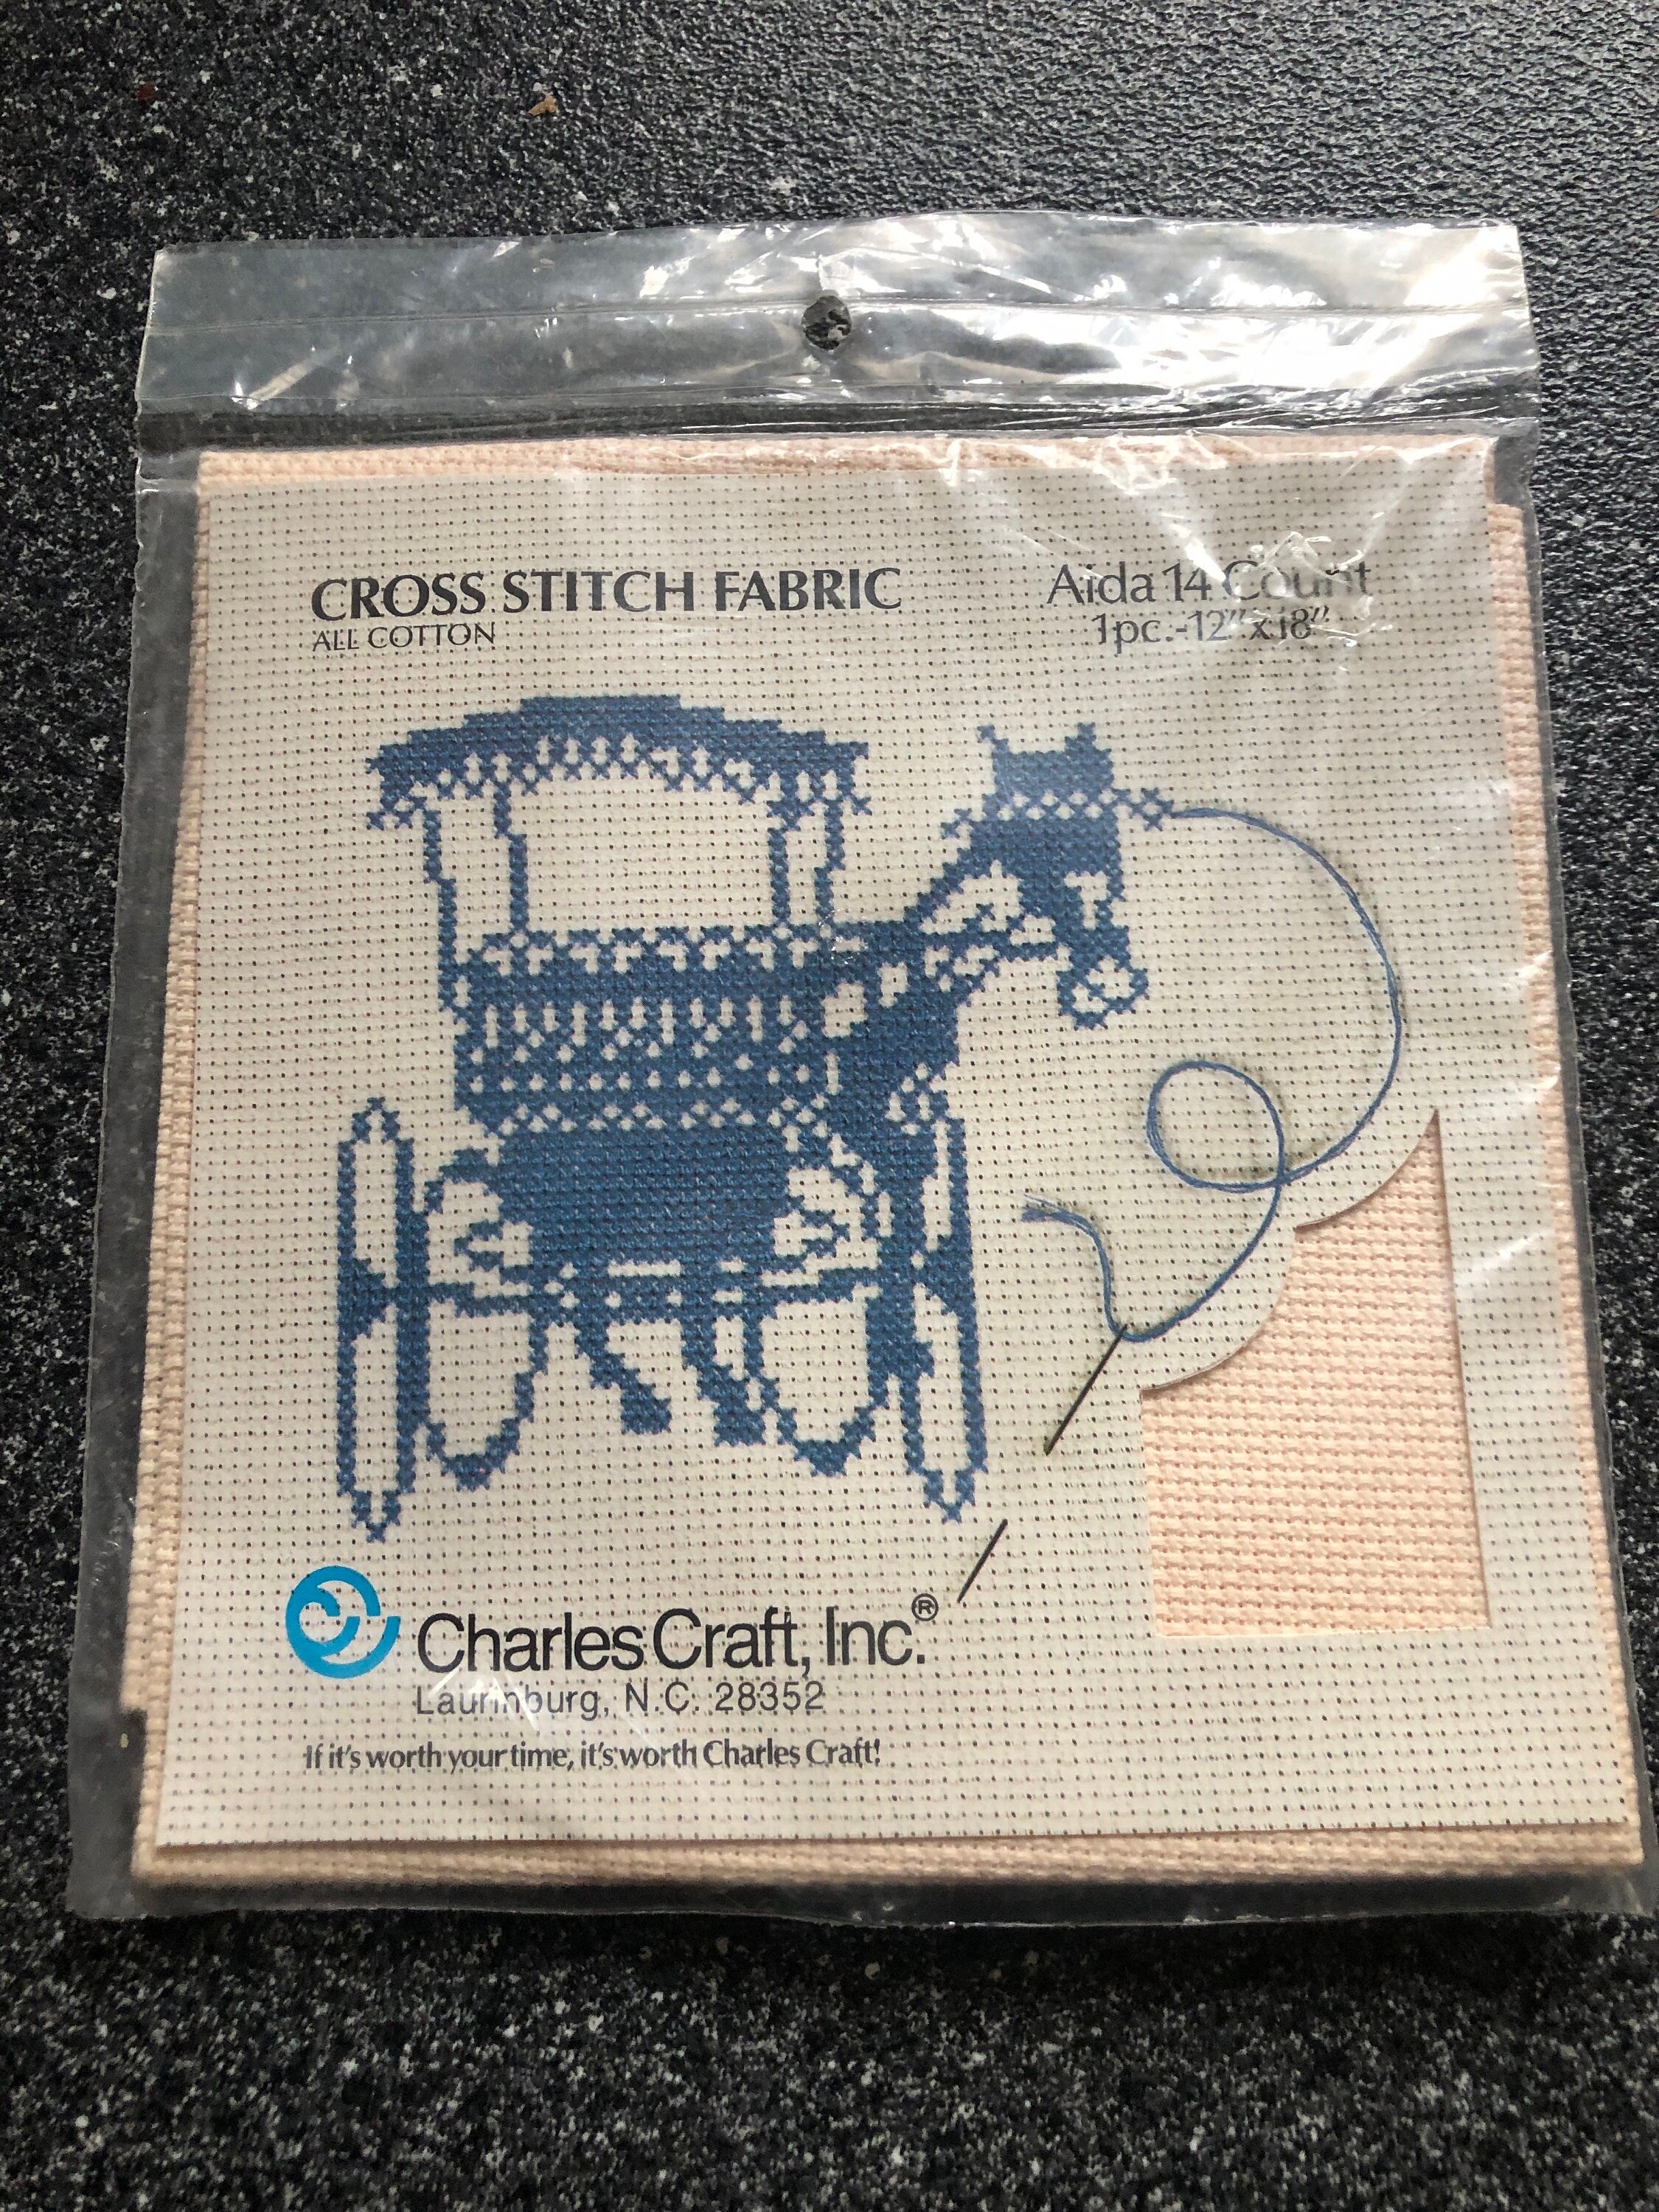 CROSS STITCH FABRIC
ALL COTTON
Aida 14 Count
1pc.-12"x18"
Charles Craft, Inc.®
Laurinburg, N.C. 28352
If it's worth your time, it's worth Charles Craft!